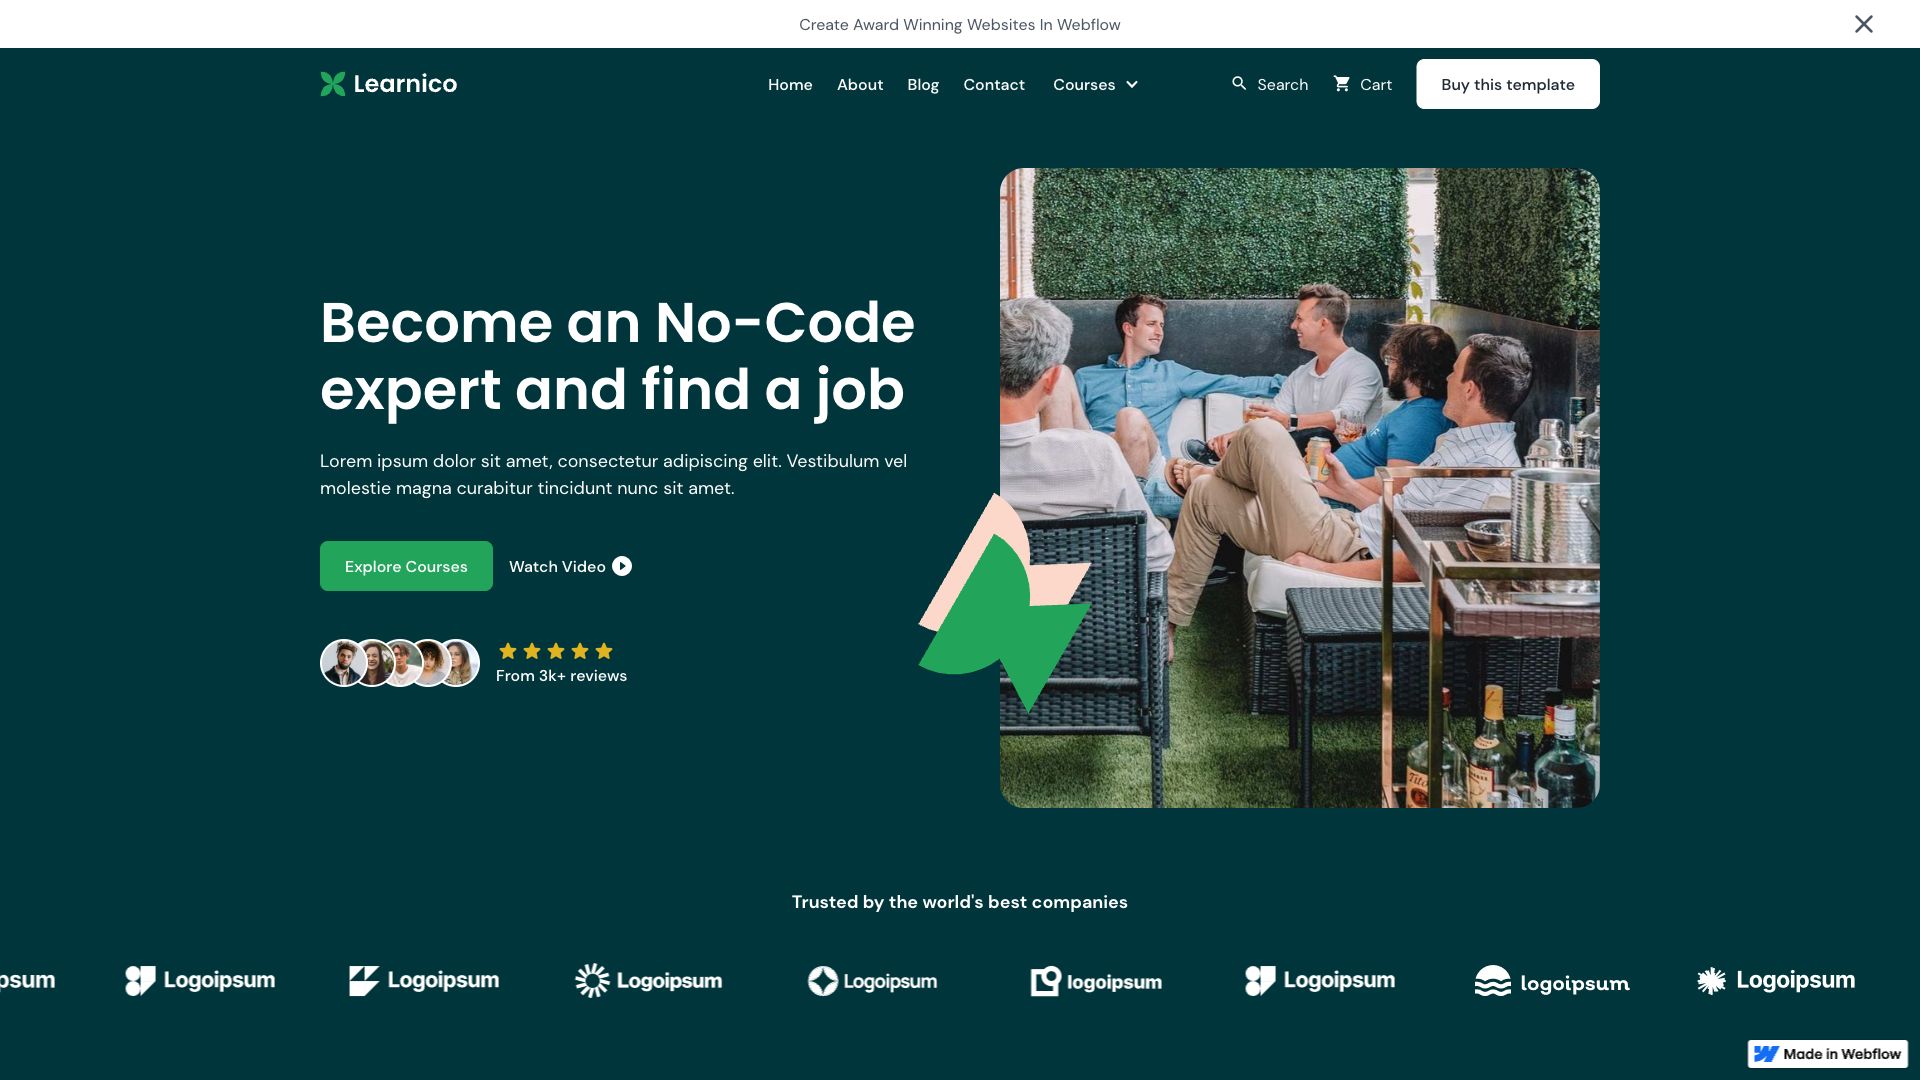 Create Award Winning Websites In Webflow
Learnico
Home About Blog Contact Courses
Search Cart Buy this template
Become an No-Code
expert and find a job
Lorem ipsum dolor sit amet, consectetur adipiscing elit. Vestibulum vel
molestie magna curabitur tincidunt nunc sit amet.
Explore Courses Watch Video
From 3k+ reviews
Trusted by the world's best companies
psum Logoipsum Logoipsum Logoipsum Logoipsum logoipsum Logoipsum logoipsum Logoipsum
Made in Webflow